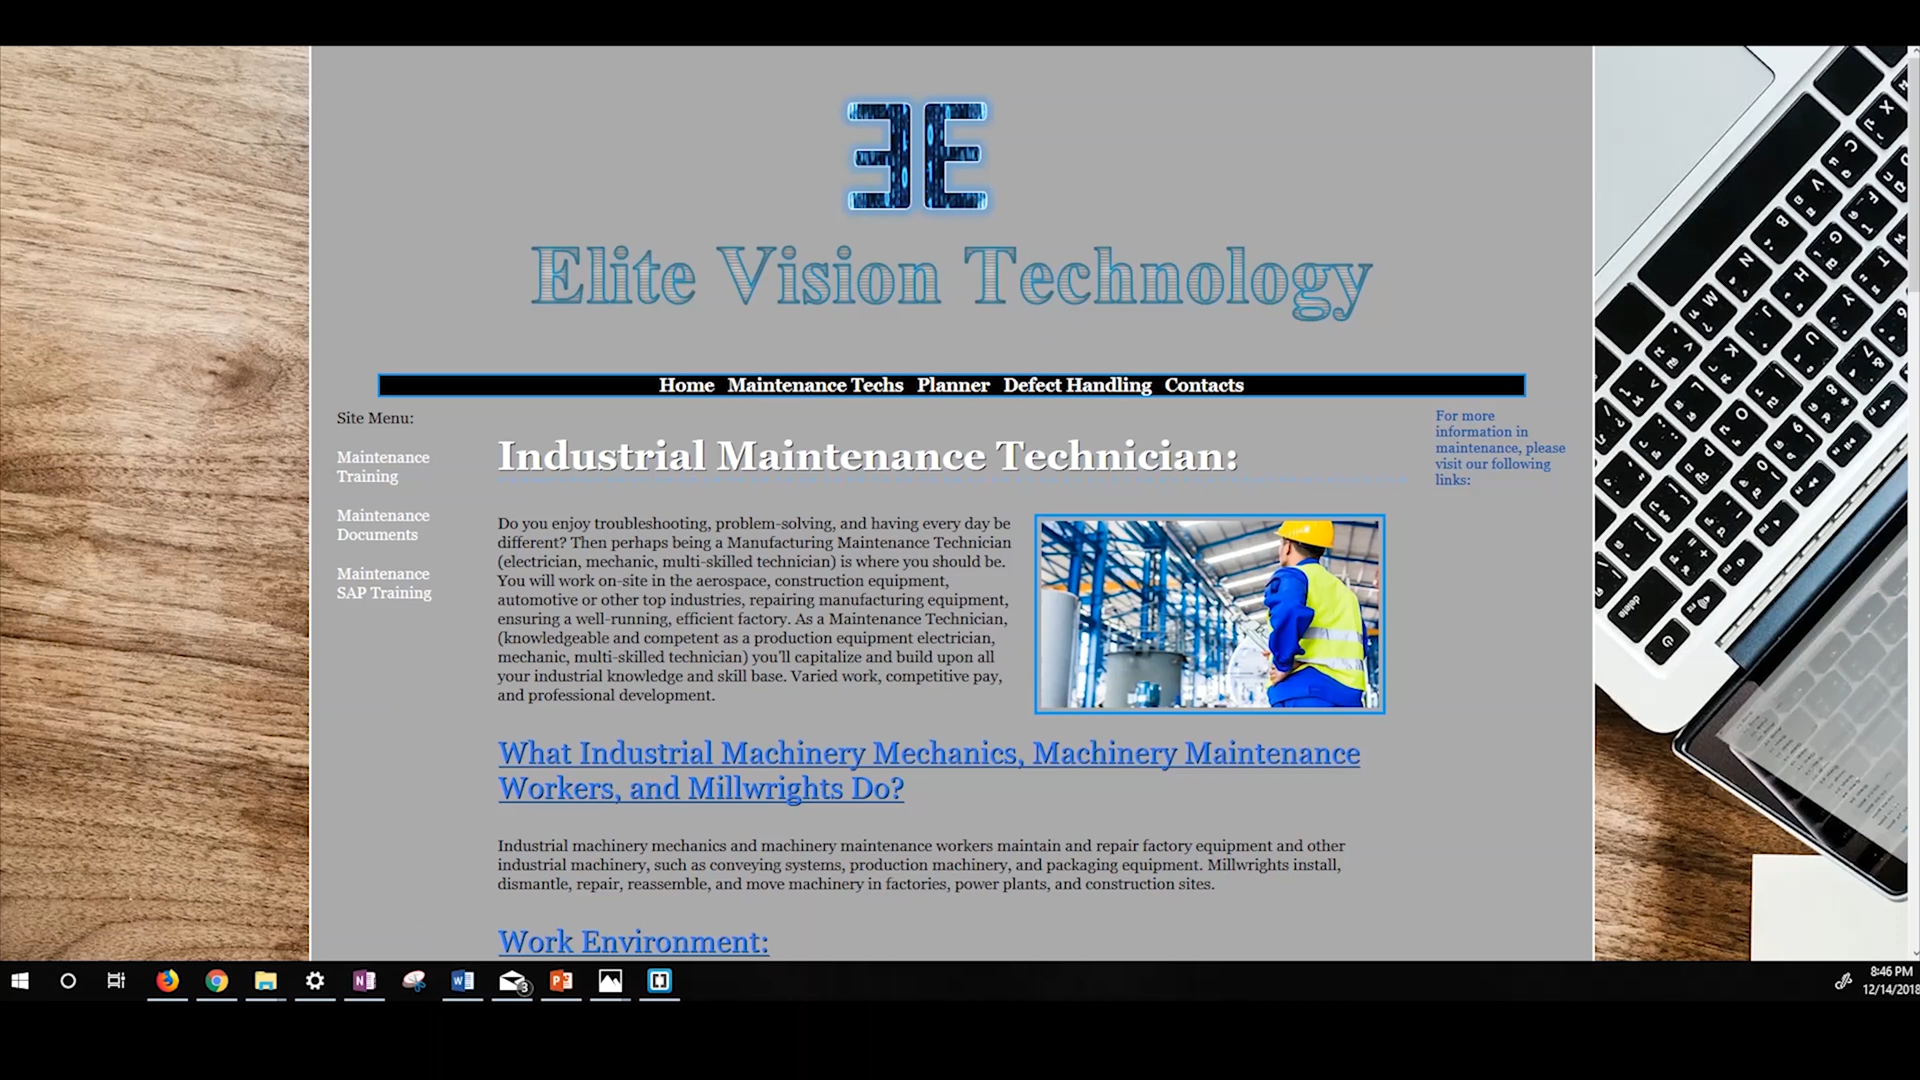 ƎE
Elite Vision Technology
Home Maintenance Techs Planner Defect Handling Contacts
Site Menu:
Maintenance
Training
Maintenance
Documents
Maintenance
SAP Training
Industrial Maintenance Technician:
Do you enjoy troubleshooting, problem-solving, and having every day be
different? Then perhaps being a Manufacturing Maintenance Technician
(electrician, mechanic, multi-skilled technician) is where you should be.
You will work on-site in the aerospace, construction equipment,
automotive or other top industries, repairing manufacturing equipment,
ensuring a well-running, efficient factory. As a Maintenance Technician,
(knowledgeable and competent as a production equipment electrician,
mechanic, multi-skilled technician) you'll capitalize and build upon all
your industrial knowledge and skill base. Varied work, competitive pay,
and professional development.
For more
information in
maintenance, please
visit our following
links:
What Industrial Machinery Mechanics, Machinery Maintenance
Workers, and Millwrights Do?
Industrial machinery mechanics and machinery maintenance workers maintain and repair factory equipment and other
industrial machinery, such as conveying systems, production machinery, and packaging equipment. Millwrights install,
dismantle, repair, reassemble, and move machinery in factories, power plants, and construction sites.
Work Environment:
8:46 PM
12/14/2018